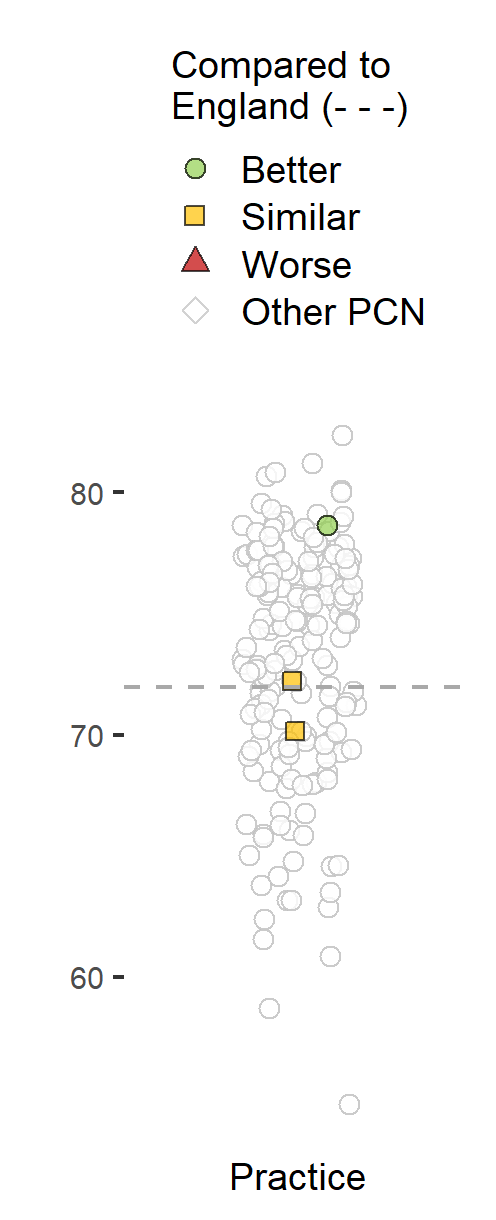 Compared to
England (- - -)
Better
Similar
Worse
Other PCN
80
70
60
Practice